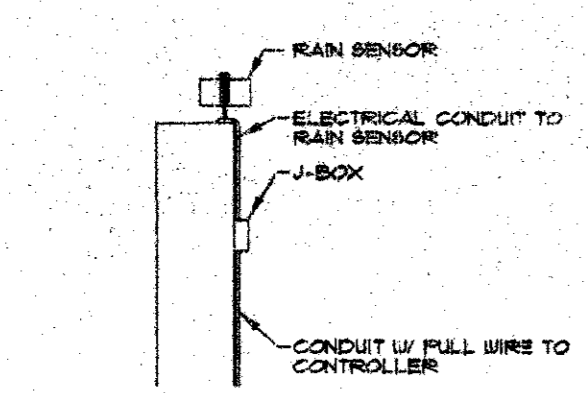 RAIN SENSOR
ELECTRICAL CONDUIT TO
RAIN SENSOR
J-BOX
CONDUIT W/ PULL WIRE TO
CONTROLLER